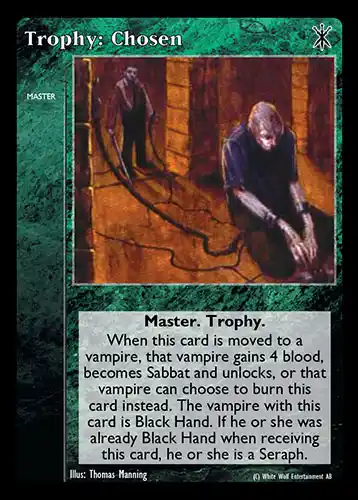 Trophy: Chosen
MASTER
Master. Trophy.
When this card is moved to a
vampire, that vampire gains 4 blood,
becomes Sabbat and unlocks, or that
vampire can choose to burn this
card instead. The vampire with this
card is Black Hand. If he or she was
already Black Hand when receiving
this card, he or she is a Seraph.
Illus: Thomas Manning
(C) White Wolf Entertainment AB